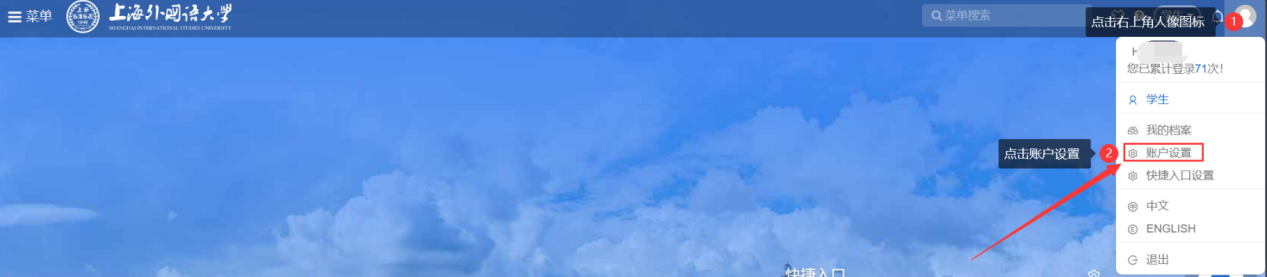 菜单
上海外国语大学
SHANGHAI INTERNATIONAL STUDIES UNIVERSITY
菜单搜索
点击右上角人像图标
1
您已累计登录71次！
学生
我的档案
点击账户设置
2
账户设置
快捷入口设置
中文
ENGLISH
退出
快捷入口